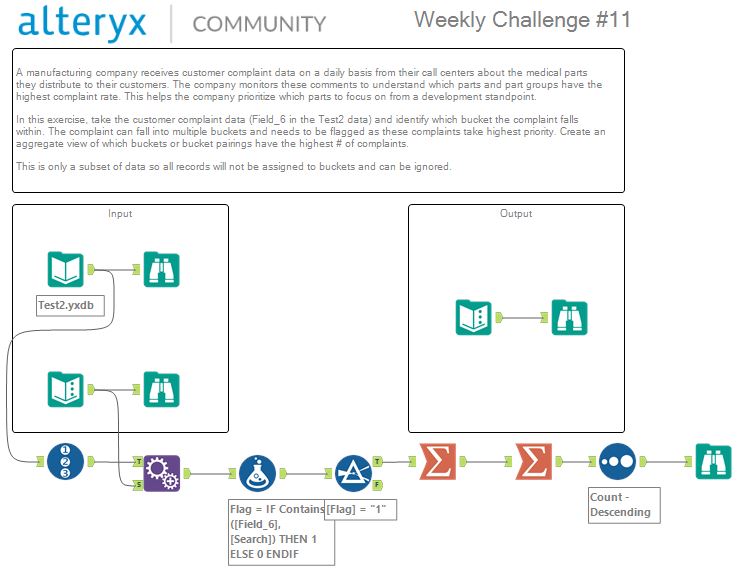 alteryx COMMUNITY
Weekly Challenge #11
A manufacturing company receives customer complaint data on a daily basis from their call centers about the medical parts
they distribute to their customers. The company monitors these comments to understand which parts and part groups have the
highest complaint rate. This helps the company prioritize which parts to focus on from a development standpoint.
In this exercise, take the customer complaint data (Field_6 in the Test2 data) and identify which bucket the complaint falls
within. The complaint can fall into multiple buckets and needs to be flagged as these complaints take highest priority. Create an
aggregate view of which buckets or bucket pairings have the highest # of complaints.
This is only a subset of data so all records will not be assigned to buckets and can be ignored.
Input
Output
Test2.yxdb
1
2
3
T
S
T
F
Flag = IF Contains
([Field_6],
[Search]) THEN 1
ELSE 0 ENDIF
[Flag] = "1"
Count -
Descending